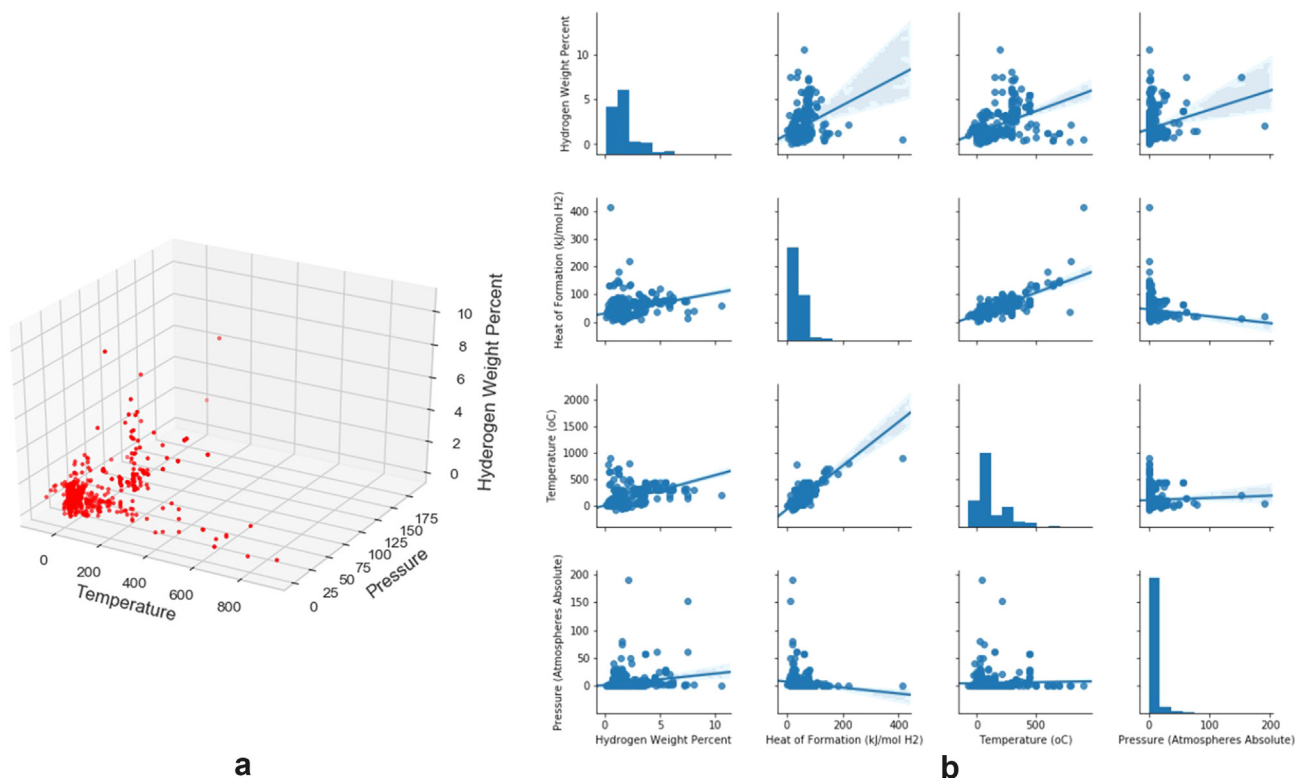 10
8
6
4
2
0
Hyderogen Weight Percent
0
200
400
600
800
Temperature
0
25
50
75
100
125
150
175
Pressure
a
Hydrogen Weight Percent
10
5
0
Heat of Formation (kJ/mol H2)
400
300
200
100
0
Temperature (oC)
2000
1500
1000
500
0
Pressure (Atmospheres Absolute)
200
150
100
50
0
0 5 10
Hydrogen Weight Percent
0 200 400
Heat of Formation (kJ/mol H2)
0 500
Temperature (oC)
0 100 200
Pressure (Atmospheres Absolute)
b